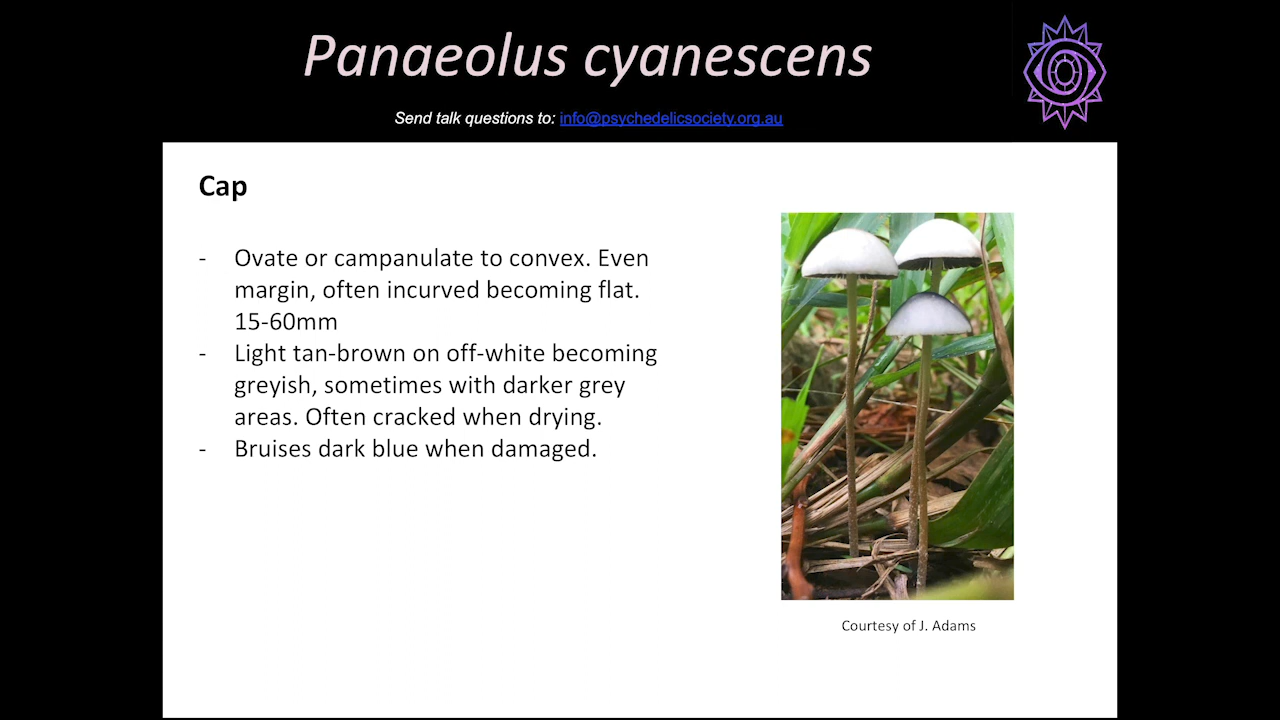 Panaeolus cyanescens
Send talk questions to: info@psychedelicsociety.org.au
Cap
- Ovate or campanulate to convex. Even
margin, often incurved becoming flat.
15-60mm
- Light tan-brown on off-white becoming
greyish, sometimes with darker grey
areas. Often cracked when drying.
- Bruises dark blue when damaged.
Courtesy of J. Adams